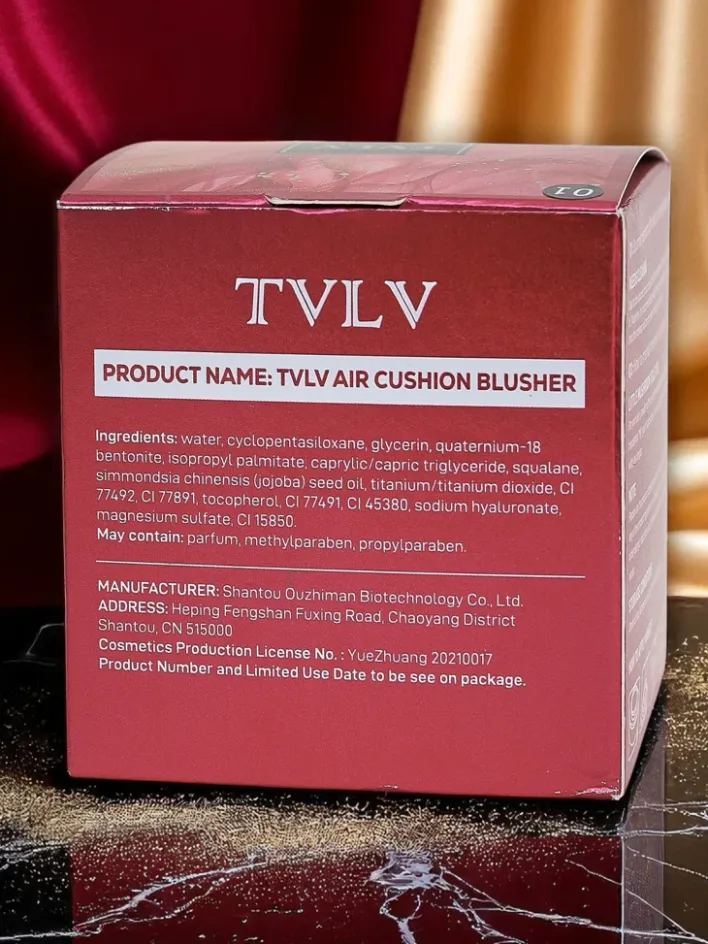 01
TVLV
PRODUCT NAME: TVLV AIR CUSHION BLUSHER
Ingredients: water, cyclopentasiloxane, glycerin, quaternium-18
bentonite, isopropyl palmitate, caprylic/capric triglyceride, squalane,
simmondsia chinensis (jojoba) seed oil, titanium/titanium dioxide, CI
77492, CI 77891, tocopherol, CI 77491, CI 45380, sodium hyaluronate,
magnesium sulfate, CI 15850.
May contain: parfum, methylparaben, propylparaben.
MANUFACTURER: Shantou Ouzhiman Biotechnology Co., Ltd.
ADDRESS: Heping Fengshan Fuxing Road, Chaoyang District
Shantou, CN 515000
Cosmetics Production License No. : YueZhuang 20210017
Product Number and Limited Use Date to be see on package.